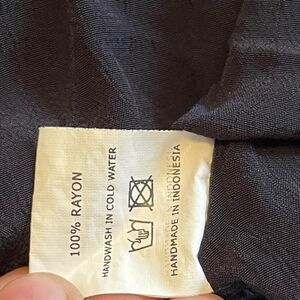 100% RAYON
HANDWASH IN COLD WATER
HANDMADE IN INDONESIA